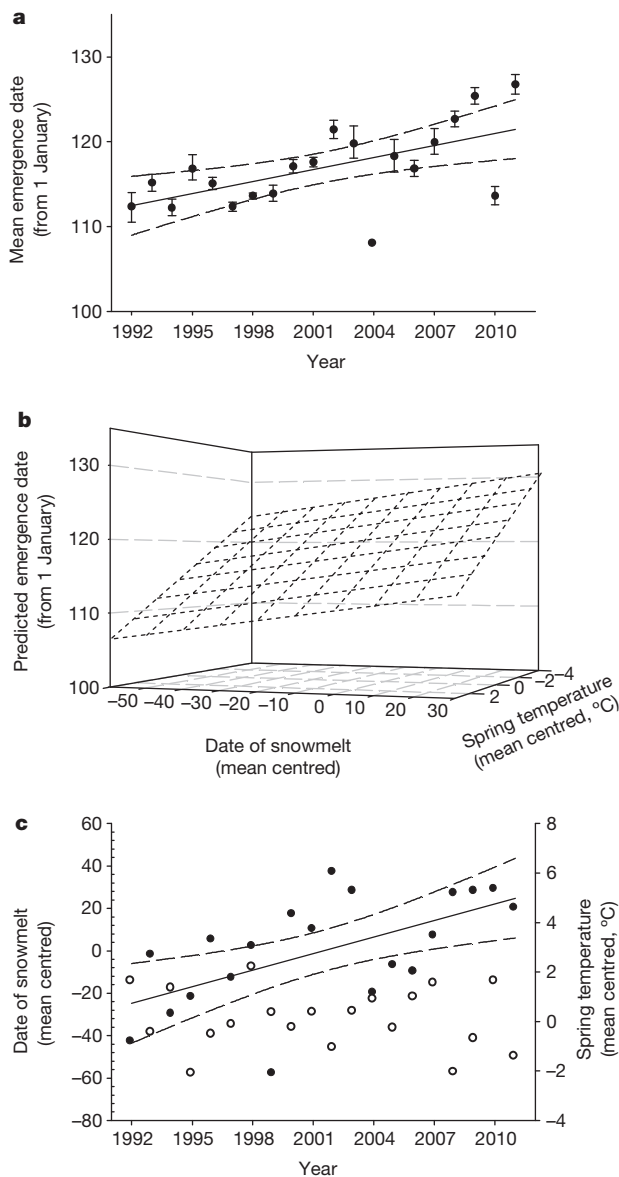 a
Mean emergence date
(from 1 January)
130
120
110
100
1992 1995 1998 2001 2004 2007 2010
Year
b
Predicted emergence date
(from 1 January)
130
120
110
100
–50 –40 –30 –20 –10 0 10 20 30
2 0 –2 –4
Date of snowmelt
(mean centred)
Spring temperature
(mean centred, ºC)
c
Date of snowmelt
(mean centred)
60
40
20
0
–20
–40
–60
–80
8
6
4
2
0
–2
–4
Spring temperature
(mean centred, ºC)
1992 1995 1998 2001 2004 2007 2010
Year